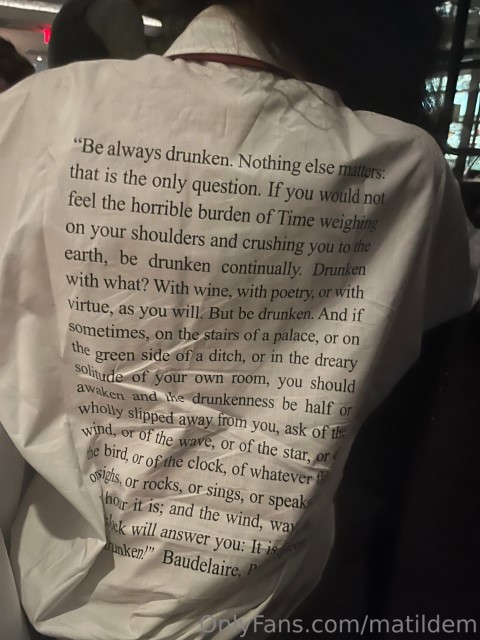 “Be always drunken. Nothing else matters:
that is the only question. If you would not
feel the horrible burden of Time weighing
on your shoulders and crushing you to the
earth, be drunken continually. Drunken
with what? With wine, with poetry, or with
virtue, as you will. But be drunken. And if
sometimes, on the stairs of a palace, or on
the green side of a ditch, or in the dreary
solitude of your own room, you should
awaken and the drunkenness be half or
wholly slipped away from you, ask of the
wind, or of the wave, or of the star, or
the bird, or of the clock, of whatever
or sighs, or rocks, or sings, or speaks
hour it is; and the wind, wav
will answer you: It is
Baudelaire,
OnlyFans.com/matildem